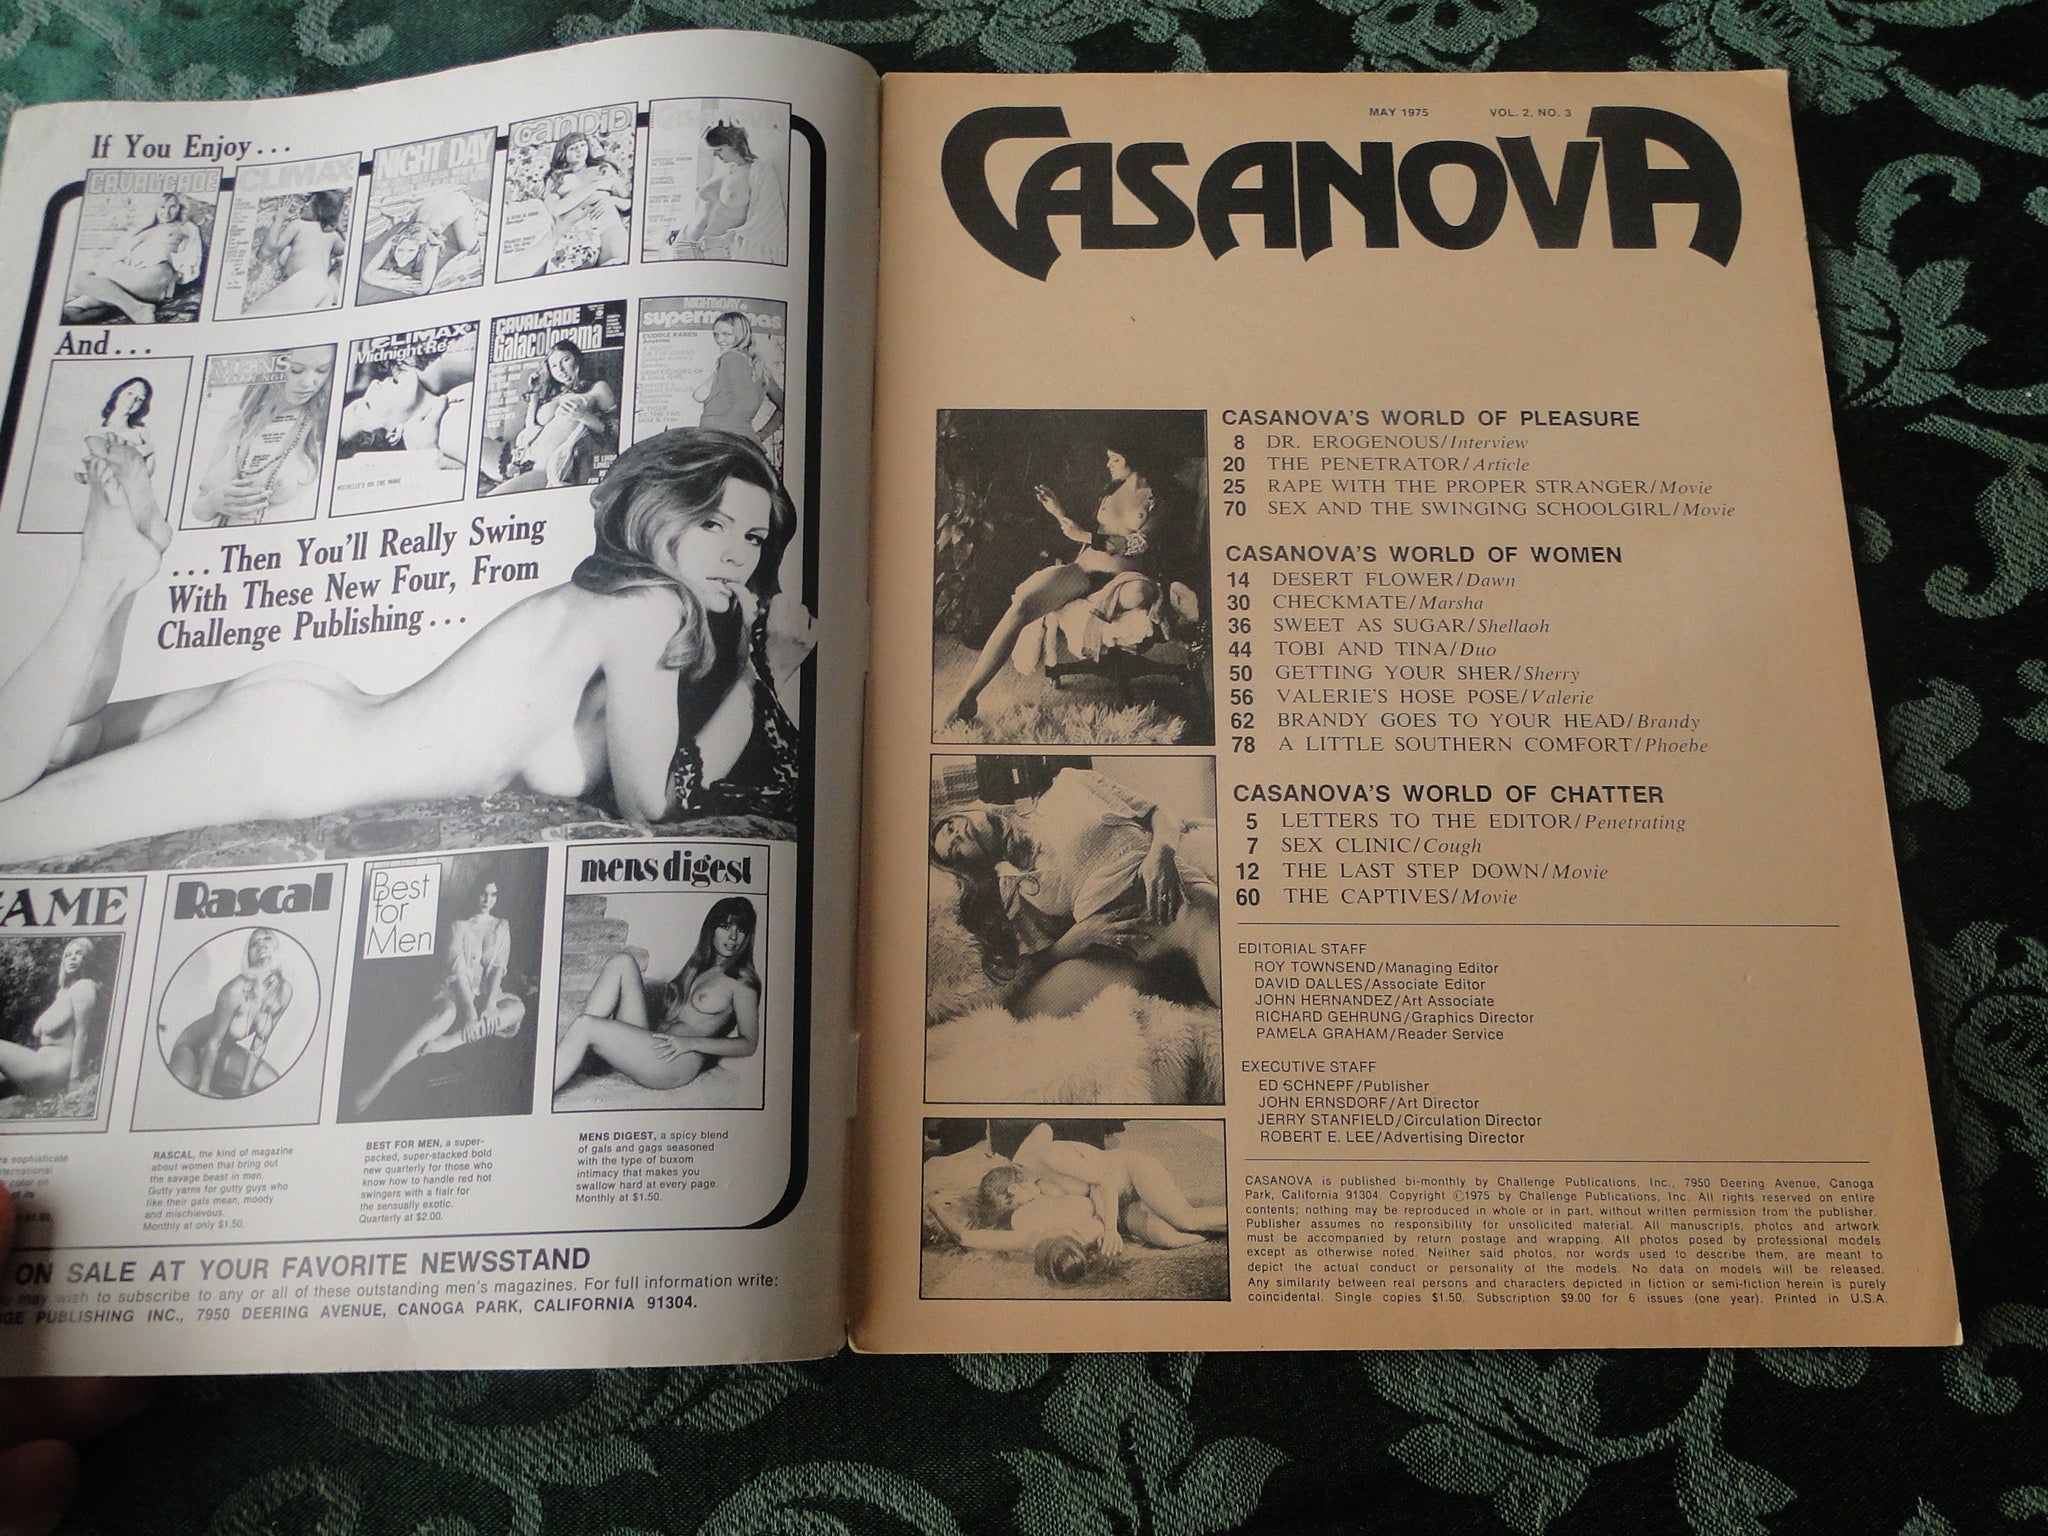 If You Enjoy...
CAVALCADE
CLIMAX
NIGHT DAY
CANDID
CASANOVA
And...
MEN'S
CLIMAX
Midnight
CAVALCADE
Galacolorama
NIGHT DAY
CUDDLE KAREN
MICHELLE'S ON THE MAKE
...Then You'll Really Swing
With These New Four, From
Challenge Publishing...
Rascal
Best
for
Men
mens digest
sophisticate
color on
RASCAL, the kind of magazine
about women that bring out
the savage beast in men.
Gutty yarns for gutty guys who
like their gals mean, moody
and mischievous.
Monthly at only $1.50.
BEST FOR MEN, a super-
packed, super-stacked bold
new quarterly for those who
know how to handle red hot
swingers with a flair for
the sensually exotic.
Quarterly at $2.00.
MENS DIGEST, a spicy blend
of gals and gags seasoned
with the type of buxom
intimacy that makes you
swallow hard at every page.
Monthly at $1.50.
ON SALE AT YOUR FAVORITE NEWSSTAND
may wish to subscribe to any or all of these outstanding men's magazines. For full information write:
PUBLISHING INC., 7950 DEERING AVENUE, CANOGA PARK, CALIFORNIA 91304.
MAY 1975 VOL. 2, NO. 3
CASANOVA
CASANOVA'S WORLD OF PLEASURE
8 DR. EROGENOUS/Interview
20 THE PENETRATOR/Article
25 RAPE WITH THE PROPER STRANGER/Movie
70 SEX AND THE SWINGING SCHOOLGIRL/Movie
CASANOVA'S WORLD OF WOMEN
14 DESERT FLOWER/Dawn
30 CHECKMATE/Marsha
36 SWEET AS SUGAR/Shellaoh
44 TOBI AND TINA/Duo
50 GETTING YOUR SHER/Sherry
56 VALERIE'S HOSE POSE/Valerie
62 BRANDY GOES TO YOUR HEAD/Brandy
78 A LITTLE SOUTHERN COMFORT/Phoebe
CASANOVA'S WORLD OF CHATTER
5 LETTERS TO THE EDITOR/Penetrating
7 SEX CLINIC/Cough
12 THE LAST STEP DOWN/Movie
60 THE CAPTIVES/Movie
EDITORIAL STAFF
ROY TOWNSEND/Managing Editor
DAVID DALLES/Associate Editor
JOHN HERNANDEZ/Art Associate
RICHARD GEHRUNG/Graphics Director
PAMELA GRAHAM/Reader Service
EXECUTIVE STAFF
ED SCHNEPF/Publisher
JOHN ERNSDORF/Art Director
JERRY STANFIELD/Circulation Director
ROBERT E. LEE/Advertising Director
CASANOVA is published bi-monthly by Challenge Publications, Inc., 7950 Deering Avenue, Canoga
Park, California 91304. Copyright ©1975 by Challenge Publications, Inc. All rights reserved on entire
contents; nothing may be reproduced in whole or in part, without written permission from the publisher.
Publisher assumes no responsibility for unsolicited material. All manuscripts, photos and artwork
must be accompanied by return postage and wrapping. All photos posed by professional models
except as otherwise noted. Neither said photos, nor words used to describe them, are meant to
depict the actual conduct or personality of the models. No data on models will be released.
Any similarity between real persons and characters depicted in fiction or semi-fiction herein is purely
coincidental. Single copies $1.50. Subscription $9.00 for 6 issues (one year). Printed in U.S.A.